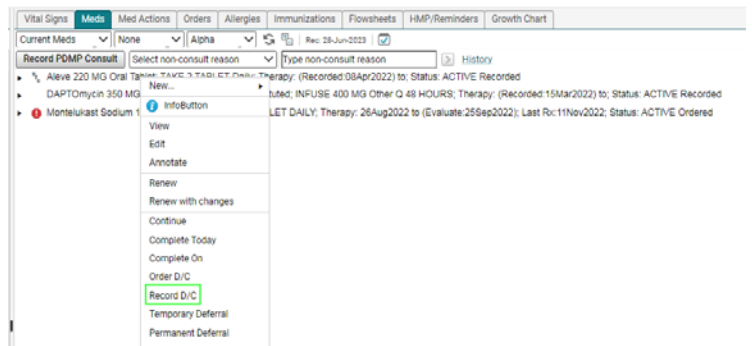 Vital Signs Meds Med Actions Orders Allergies Immunizations Flowsheets HMP/Reminders Growth Chart
Current Meds None Alpha Rec: 28-Jun-2023
Record PDMP Consult Select non-consult reason Type non-consult reason History
Aleve 220 MG Oral Tablet; TAKE 2 TABLET Daily; Therapy: (Recorded:08Apr2022) to; Status: ACTIVE Recorded
DAPTOmycin 350 MG tuted; INFUSE 400 MG Other Q 48 HOURS; Therapy: (Recorded:15Mar2022) to; Status: ACTIVE Recorded
Montelukast Sodium 1 LET DAILY; Therapy: 26Aug2022 to (Evaluate:25Sep2022); Last Rx:11Nov2022; Status: ACTIVE Ordered
New...
InfoButton
View
Edit
Annotate
Renew
Renew with changes
Continue
Complete Today
Complete On
Order D/C
Record D/C
Temporary Deferral
Permanent Deferral